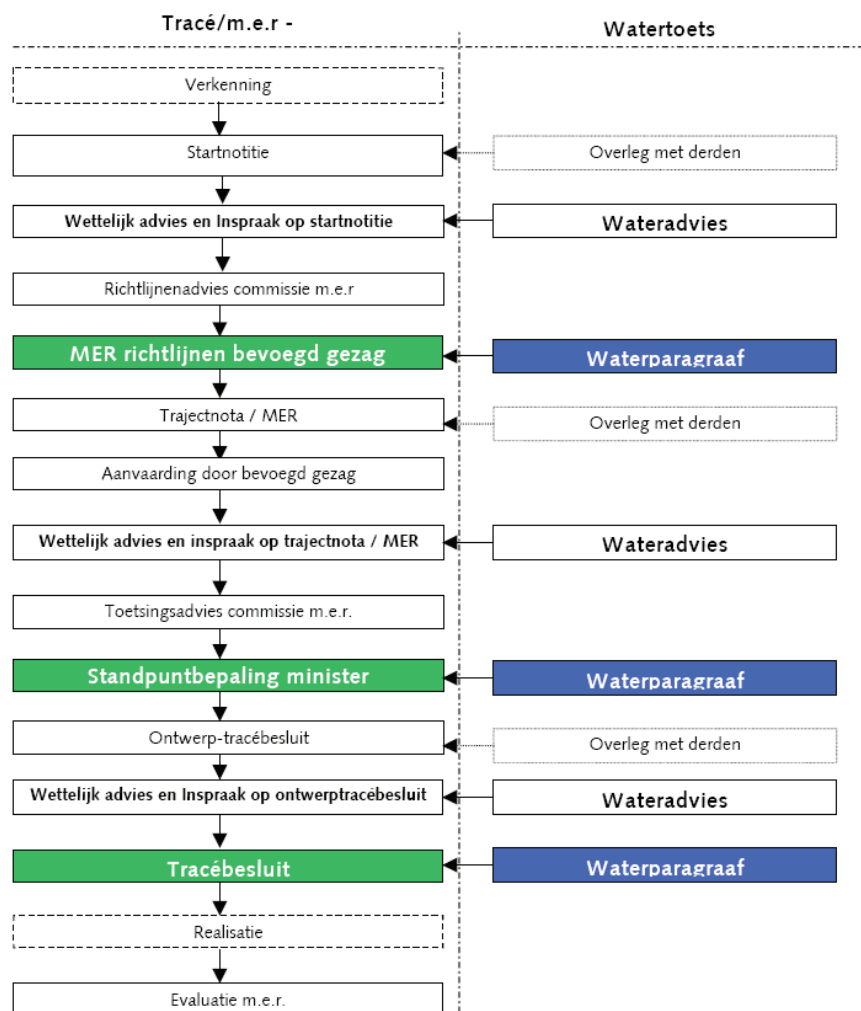 Tracé/m.e.r -
Watertoets
Verkenning
Startnotitie
Overleg met derden
Wettelijk advies en Inspraak op startnotitie
Wateradvies
Richtlijnenadvies commissie m.e.r
MER richtlijnen bevoegd gezag
Waterparagraaf
Trajectnota / MER
Overleg met derden
Aanvaarding door bevoegd gezag
Wettelijk advies en inspraak op trajectnota / MER
Wateradvies
Toetsingsadvies commissie m.e.r.
Standpuntbepaling minister
Waterparagraaf
Ontwerp-tracébesluit
Overleg met derden
Wettelijk advies en Inspraak op ontwerptracébesluit
Wateradvies
Tracébesluit
Waterparagraaf
Realisatie
Evaluatie m.e.r.